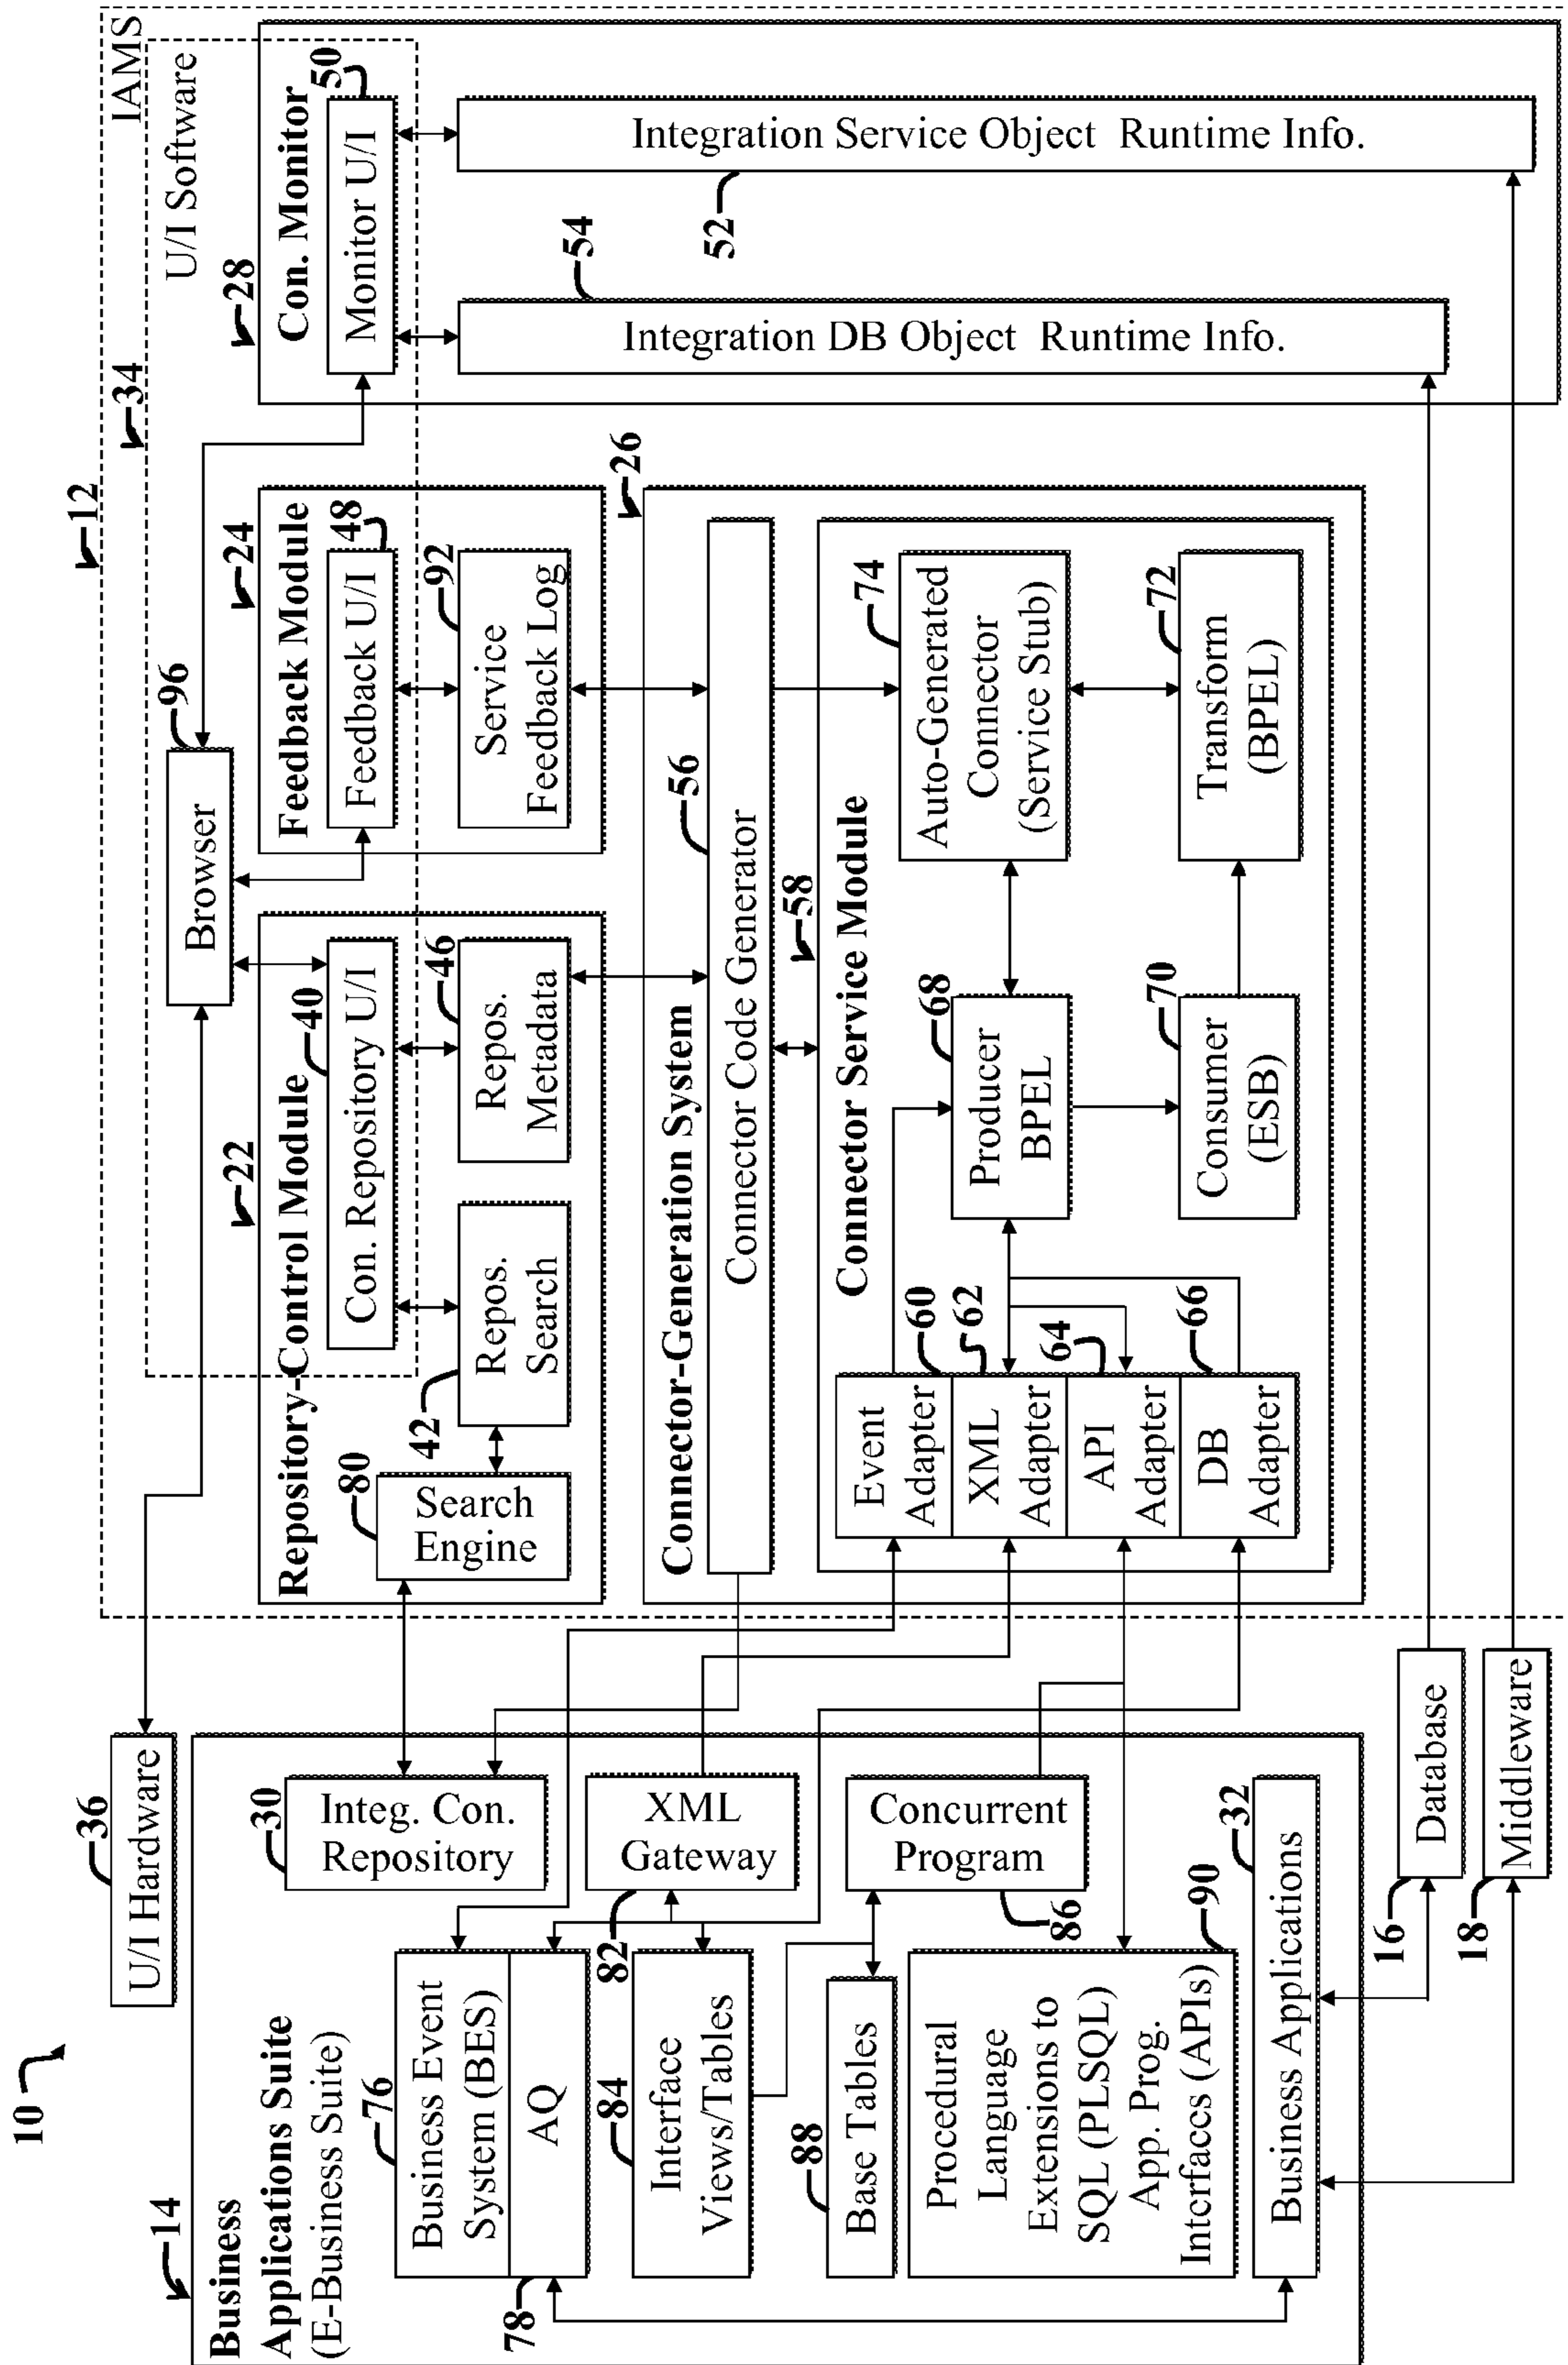 10
12
IAMS
34
U/I Software
36
U/I Hardware
96
Browser
14
Business
Applications Suite
(E-Business Suite)
76
Business Event
System (BES)
AQ
78
30
Integ. Con.
Repository
84
Interface
Views/Tables
82
XML
Gateway
88
Base Tables
Concurrent
Program
86
Procedural
Language
Extensions to
SQL (PLSQL)
App. Prog.
Intcrfaccs (APIs)
90
32
Business Applications
16
Database
18
Middleware
22
Repository-Control Module
40
Con. Repository U/I
80
Search
Engine
42
Repos.
Search
46
Repos.
Metadata
24
Feedback Module
48
Feedback U/I
92
Service
Feedback Log
26
Connector-Generation System
56
Connector Code Generator
58
Connector Service Module
Event
Adapter
60
XML
Adapter
62
API
Adapter
64
DB
Adapter
66
68
Producer
BPEL
70
Consumer
(ESB)
74
Auto-Generated
Connector
(Service Stub)
72
Transform
(BPEL)
28
Con. Monitor
50
Monitor U/I
54
Integration DB Object Runtime Info.
52
Integration Service Object Runtime Info.